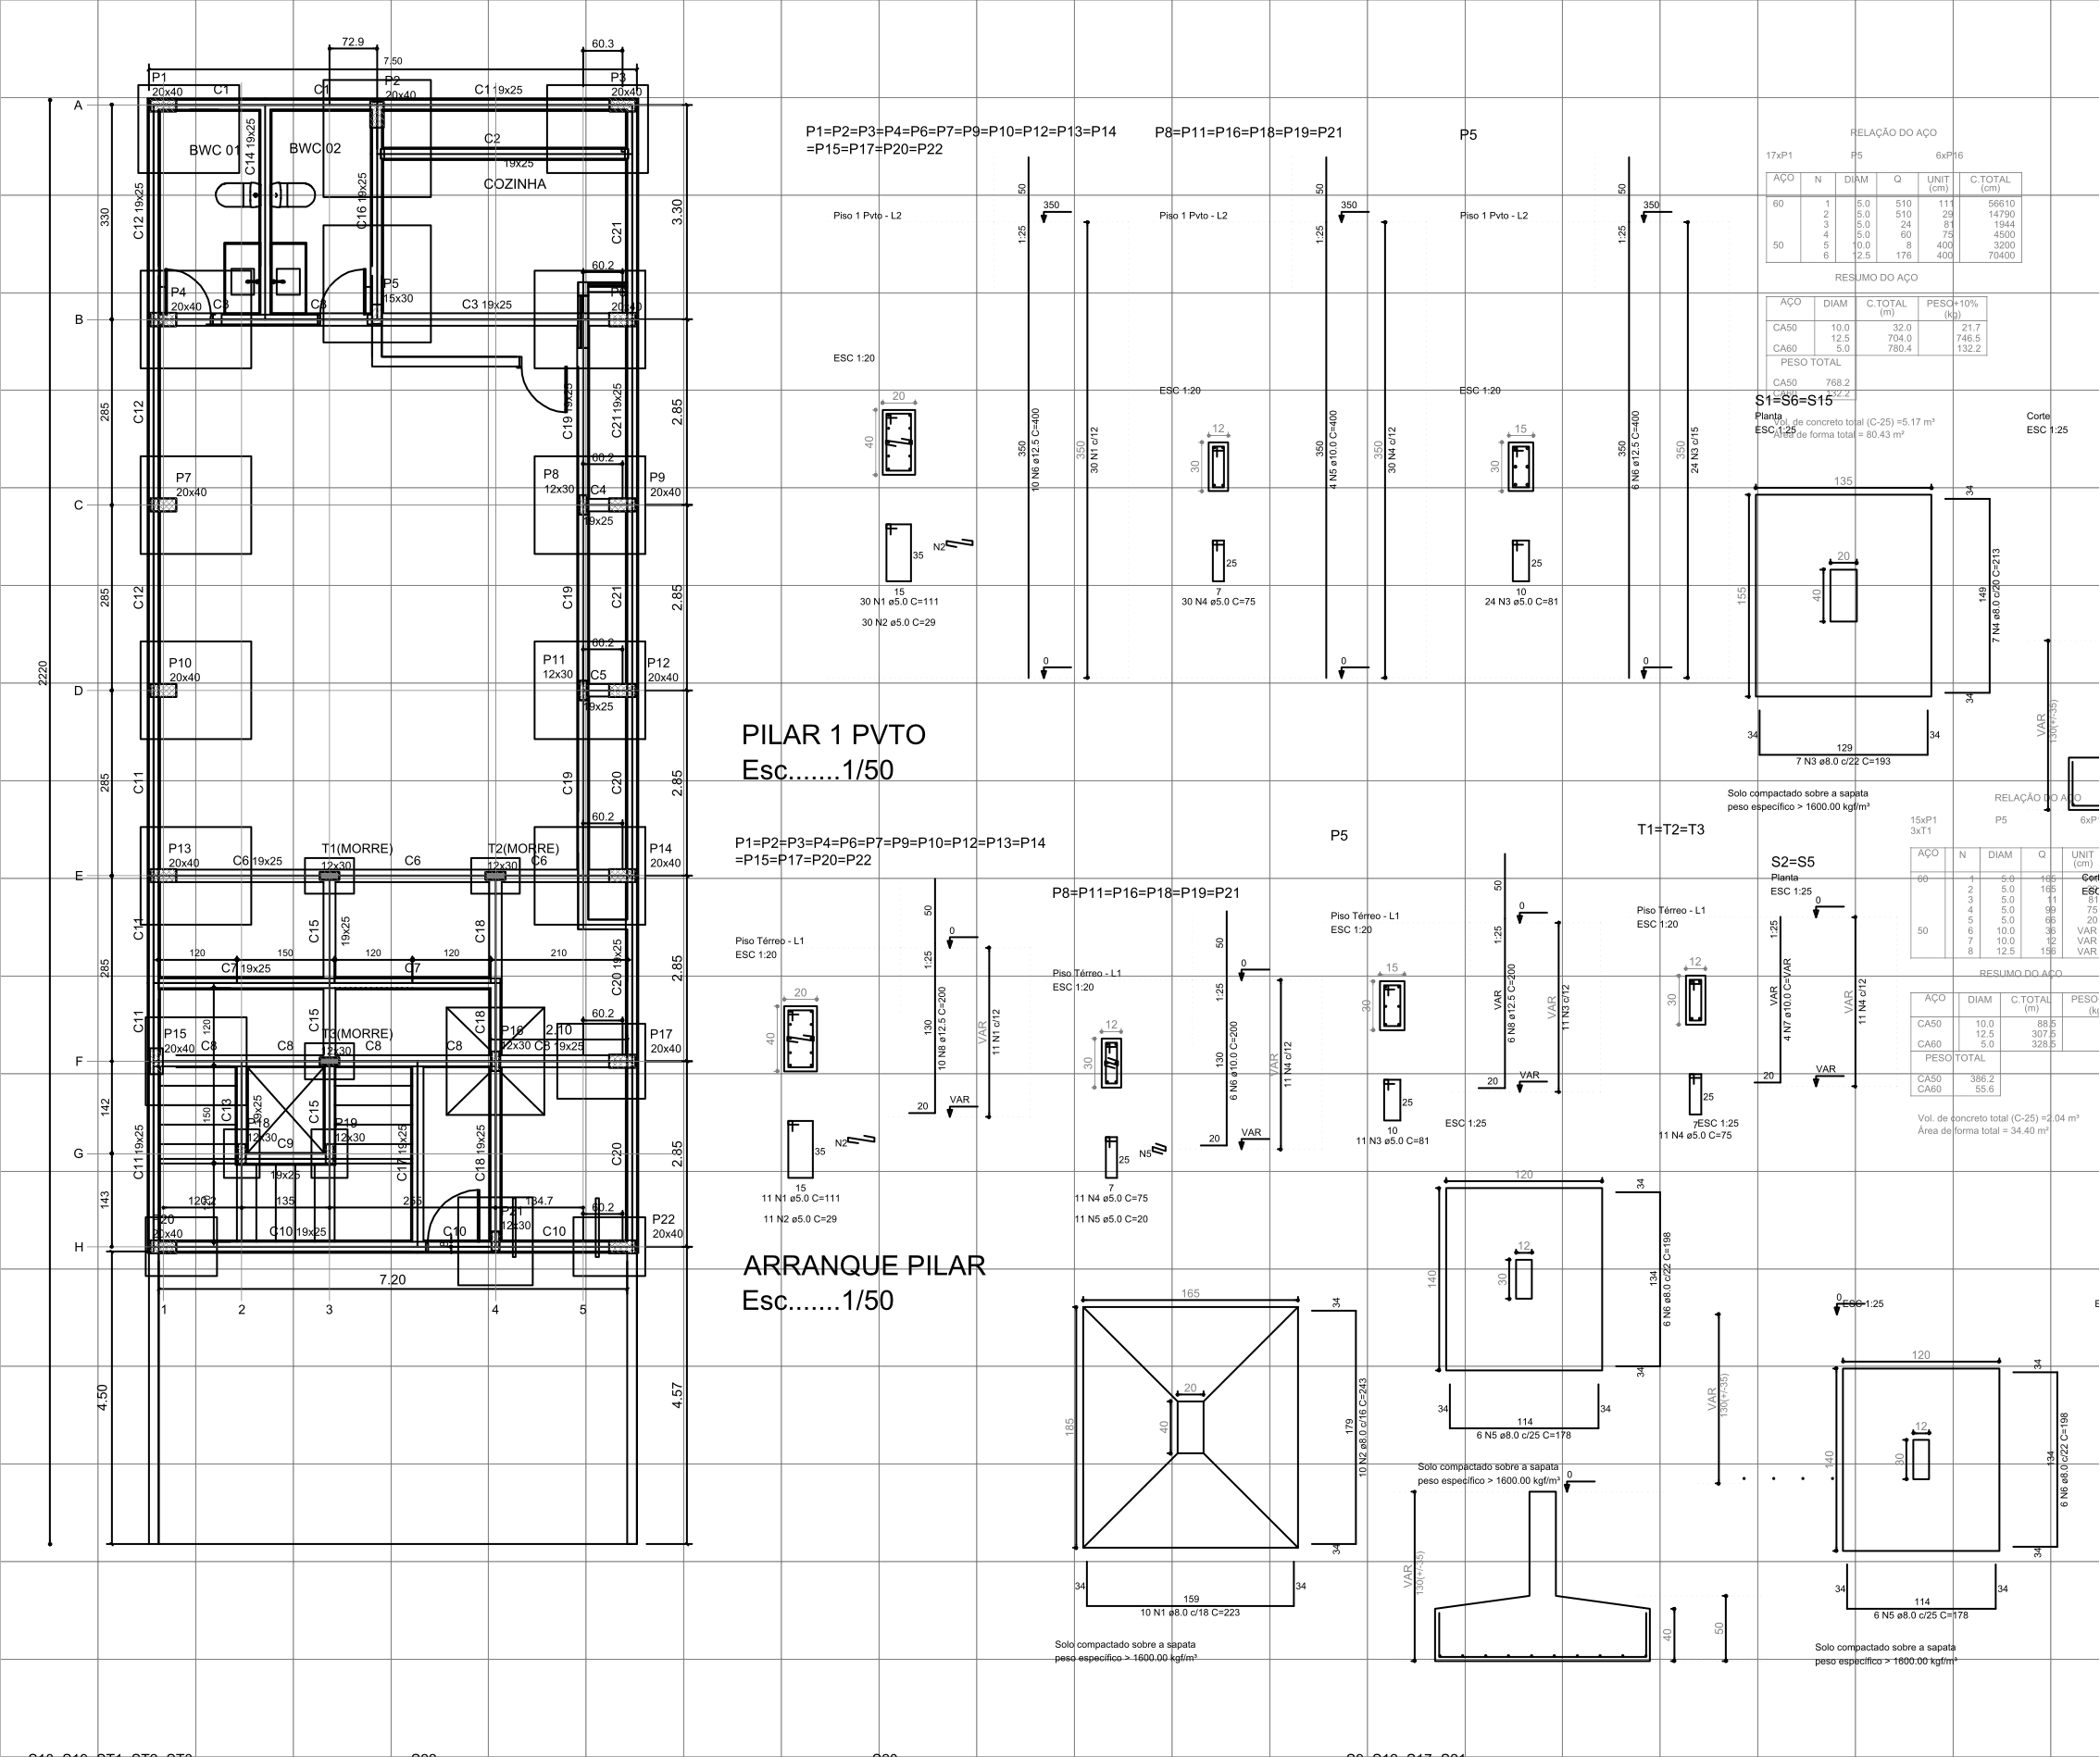 72.9
60.3
7.50
P1
20x40
C1
C1
P2
20x40
C1 19x25
P3
20x40
A
BWC 01
C14 19x25
BWC 02
C2
19x25
COZINHA
C12 19x25
C16 19x25
C21
330
3.30
60.2
P4
20x40
C3
C3
P5
15x30
C3 19x25
20x40
B
285
C12
C19 19x25
C21 19x25
2.85
60.2
P7
20x40
P8
12x30
C4
19x25
P9
20x40
C
285
C12
C19
C21
2.85
2220
60.2
P10
20x40
P11
12x30
C5
19x25
P12
20x40
D
285
C11
C19
C20
2.85
60.2
P13
20x40
C6 19x25
T1(MORRE)
12x30
C6
T2(MORRE)
12x30
C6
P14
20x40
E
285
C11
C15
19x25
C18
C20 19x25
2.85
120
150
120
120
210
C7 19x25
C7
60.2
C11
120
C15
C18
P15
20x40
C8
C8
T3(MORRE)
12x30
C8
C8
P16
12x30
2.10
C8 19x25
P17
20x40
F
142
150
C13
19x25
C15
P18
12x30
C9
19x25
P19
12x30
G
C11 19x25
C17 19x25
C18 19x25
C20
2.85
143
135
134.7
60.2
P20
20x40
C10 19x25
C10
P21
12x30
C10
P22
20x40
H
7.20
1
2
3
4
5
4.50
4.57
P1=P2=P3=P4=P6=P7=P9=P10=P12=P13=P14
=P15=P17=P20=P22
P8=P11=P16=P18=P19=P21
P5
Piso 1 Pvto - L2
Piso 1 Pvto - L2
Piso 1 Pvto - L2
50
1:25
350
50
1:25
350
50
1:25
350
ESC 1:20
ESC 1:20
ESC 1:20
20
40
350
10 N6 ø12.5 C=400
350
30 N1 c/12
12
30
350
4 N5 ø10.0 C=400
350
30 N4 c/12
15
30
350
6 N6 ø12.5 C=400
350
24 N3 c/15
35
N2
15
30 N1 ø5.0 C=111
30 N2 ø5.0 C=29
25
7
30 N4 ø5.0 C=75
25
10
24 N3 ø5.0 C=81
0
0
0
PILAR 1 PVTO
Esc.......1/50
RELAÇÃO DO AÇO
17xP1 P5 6xP16
AÇO N DIAM Q UNIT C.TOTAL
(cm) (cm)
60 1 5.0 510 111 56610
2 5.0 510 29 14790
3 5.0 24 81 1944
4 5.0 60 75 4500
50 5 10.0 8 400 3200
6 12.5 176 400 70400
RESUMO DO AÇO
AÇO DIAM C.TOTAL PESO+10%
(m) (kg)
CA50 10.0 32.0 21.7
12.5 704.0 746.5
CA60 5.0 780.4 132.2
PESO TOTAL
CA50 768.2
CA60 132.2
Vol. de concreto total (C-25) =5.17 m³
Área de forma total = 80.43 m²
S1=S6=S15
Planta
ESC 1:25
Corte
ESC 1:25
135
155
20
40
34
149
7 N4 ø8.0 c/20 C=213
34
34
129
34
7 N3 ø8.0 c/22 C=193
VAR
130(+/-35)
Solo compactado sobre a sapata
peso específico > 1600.00 kgf/m³
P1=P2=P3=P4=P6=P7=P9=P10=P12=P13=P14
=P15=P17=P20=P22
P8=P11=P16=P18=P19=P21
P5
T1=T2=T3
Piso Térreo - L1
ESC 1:20
50
1:25
0
20
40
130
10 N8 ø12.5 C=200
VAR
11 N1 c/12
20
VAR
35
N2
15
11 N1 ø5.0 C=111
11 N2 ø5.0 C=29
Piso Térreo - L1
ESC 1:20
50
1:25
0
12
30
130
6 N6 ø10.0 C=200
VAR
11 N4 c/12
20
VAR
25
N5
7
11 N4 ø5.0 C=75
11 N5 ø5.0 C=20
Piso Térreo - L1
ESC 1:20
50
1:25
0
15
30
VAR
6 N8 ø12.5 C=200
VAR
11 N3 c/12
20
VAR
25
10
11 N3 ø5.0 C=81
ESC 1:25
Piso Térreo - L1
ESC 1:20
1:25
0
12
30
VAR
4 N7 ø10.0 C=VAR
VAR
11 N4 c/12
20
VAR
25
7
11 N4 ø5.0 C=75
ESC 1:25
ARRANQUE PILAR
Esc.......1/50
S2=S5
Planta
ESC 1:25
RELAÇÃO DO AÇO
15xP1 P5
3xT1
AÇO N DIAM Q UNIT
(cm)
60 1 5.0 165
2 5.0 165
3 5.0 11 81
4 5.0 99 75
5 5.0 66 20
50 6 10.0 36 VAR
7 10.0 12 VAR
8 12.5 156 VAR
RESUMO DO AÇO
AÇO DIAM C.TOTAL
(m)
CA50 10.0 88.5
12.5 307.5
CA60 5.0 328.5
PESO TOTAL
CA50 386.2
CA60 55.6
Vol. de concreto total (C-25) =2.04 m³
Área de forma total = 34.40 m²
165
185
20
40
34
179
10 N2 ø8.0 c/16 C=243
34
34
159
34
10 N1 ø8.0 c/18 C=223
Solo compactado sobre a sapata
peso específico > 1600.00 kgf/m³
120
140
12
30
34
134
6 N6 ø8.0 c/22 C=198
34
34
114
34
6 N5 ø8.0 c/25 C=178
Solo compactado sobre a sapata
peso específico > 1600.00 kgf/m³
0
VAR
130(+/-35)
VAR
130(+/-35)
40
50
0
ESC 1:25
120
140
12
30
34
134
6 N6 ø8.0 c/22 C=198
34
34
114
34
6 N5 ø8.0 c/25 C=178
Solo compactado sobre a sapata
peso específico > 1600.00 kgf/m³